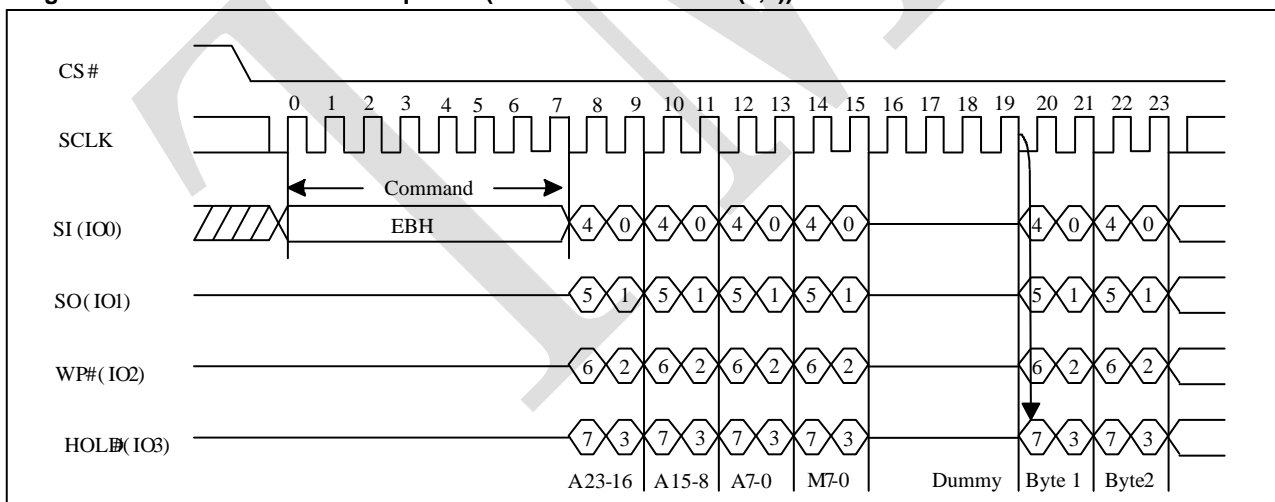 CS#
0 1 2 3 4 5 6 7 8 9 10 11 12 13 14 15 16 17 18 19 20 21 22 23
SCLK
Command
SI (IO0) EBH 4 0 4 0 4 0 4 0 4 0 4 0
SO( IO1) 5 1 5 1 5 1 5 1 5 1 5 1
WP#( IO2) 6 2 6 2 6 2 6 2 6 2 6 2
HOLD#( IO3) 7 3 7 3 7 3 7 3 7 3 7 3
A23-16 A15-8 A7-0 M7-0 Dummy Byte 1 Byte2